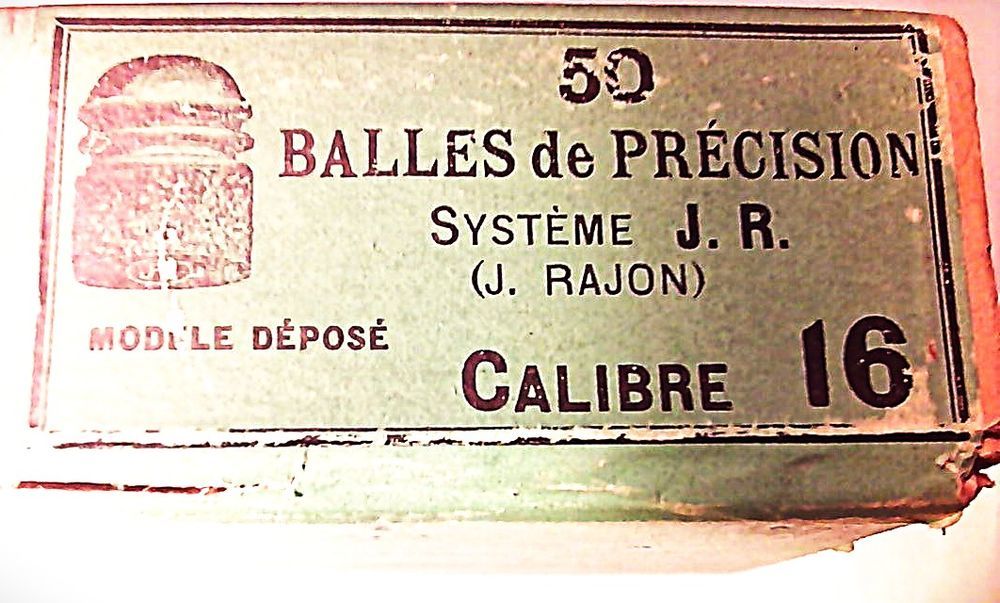 50
BALLES de PRÉCISION
SYSTÈME J. R.
(J. RAJON)
MODÈLE DÉPOSÉ
CALIBRE 16